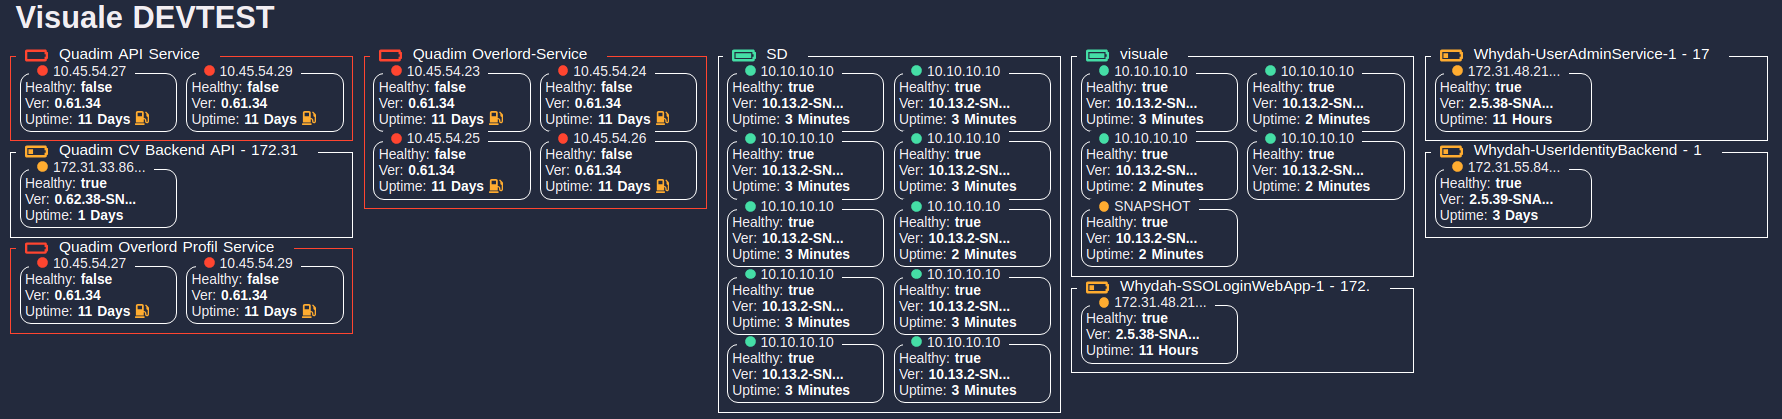 Visuale DEVTEST
Quadim API Service
10.45.54.27
Healthy: false
Ver: 0.61.34
Uptime: 11 Days
10.45.54.29
Healthy: false
Ver: 0.61.34
Uptime: 11 Days
Quadim CV Backend API - 172.31
172.31.33.86...
Healthy: true
Ver: 0.62.38-SN...
Uptime: 1 Days
Quadim Overlord Profil Service
10.45.54.27
Healthy: false
Ver: 0.61.34
Uptime: 11 Days
10.45.54.29
Healthy: false
Ver: 0.61.34
Uptime: 11 Days
Quadim Overlord-Service
10.45.54.23
Healthy: false
Ver: 0.61.34
Uptime: 11 Days
10.45.54.24
Healthy: false
Ver: 0.61.34
Uptime: 11 Days
10.45.54.25
Healthy: false
Ver: 0.61.34
Uptime: 11 Days
10.45.54.26
Healthy: false
Ver: 0.61.34
Uptime: 11 Days
SD
10.10.10.10
Healthy: true
Ver: 10.13.2-SN...
Uptime: 3 Minutes
10.10.10.10
Healthy: true
Ver: 10.13.2-SN...
Uptime: 3 Minutes
10.10.10.10
Healthy: true
Ver: 10.13.2-SN...
Uptime: 3 Minutes
10.10.10.10
Healthy: true
Ver: 10.13.2-SN...
Uptime: 3 Minutes
10.10.10.10
Healthy: true
Ver: 10.13.2-SN...
Uptime: 3 Minutes
10.10.10.10
Healthy: true
Ver: 10.13.2-SN...
Uptime: 2 Minutes
10.10.10.10
Healthy: true
Ver: 10.13.2-SN...
Uptime: 3 Minutes
10.10.10.10
Healthy: true
Ver: 10.13.2-SN...
Uptime: 3 Minutes
10.10.10.10
Healthy: true
Ver: 10.13.2-SN...
Uptime: 3 Minutes
10.10.10.10
Healthy: true
Ver: 10.13.2-SN...
Uptime: 3 Minutes
visuale
10.10.10.10
Healthy: true
Ver: 10.13.2-SN...
Uptime: 3 Minutes
10.10.10.10
Healthy: true
Ver: 10.13.2-SN...
Uptime: 2 Minutes
10.10.10.10
Healthy: true
Ver: 10.13.2-SN...
Uptime: 2 Minutes
10.10.10.10
Healthy: true
Ver: 10.13.2-SN...
Uptime: 2 Minutes
SNAPSHOT
Healthy: true
Ver: 10.13.2-SN...
Uptime: 2 Minutes
Whydah-SSOLoginWebApp-1 - 172.
172.31.48.21...
Healthy: true
Ver: 2.5.38-SNA...
Uptime: 11 Hours
Whydah-UserAdminService-1 - 17
172.31.48.21...
Healthy: true
Ver: 2.5.38-SNA...
Uptime: 11 Hours
Whydah-UserIdentityBackend - 1
172.31.55.84...
Healthy: true
Ver: 2.5.39-SNA...
Uptime: 3 Days